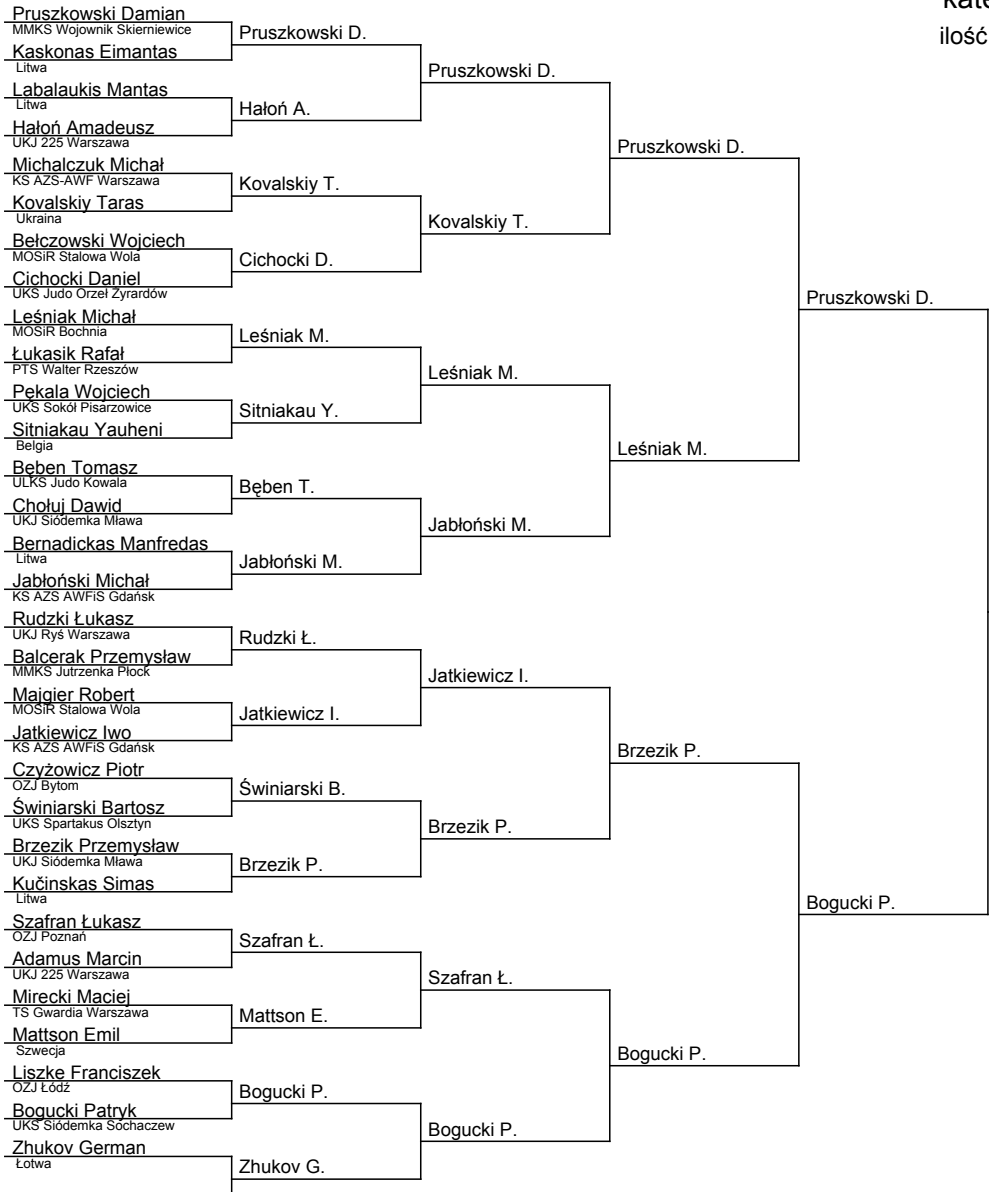 Pruszkowski Damian
MMKS Wojownik Skierniewice
Kaskonas Eimantas
Litwa
Labalaukis Mantas
Litwa
Hałoń Amadeusz
UKJ 225 Warszawa
Michalczuk Michał
KS AZS-AWF Warszawa
Kovalskiy Taras
Ukraina
Bełczowski Wojciech
MOSiR Stalowa Wola
Cichocki Daniel
UKS Judo Orzeł Żyrardów
Leśniak Michał
MOSiR Bochnia
Łukasik Rafał
PTS Walter Rzeszów
Pękala Wojciech
UKS Sokół Pisarzowice
Sitniakau Yauheni
Belgia
Bęben Tomasz
ULKS Judo Kowala
Chołuj Dawid
UKJ Siódemka Mława
Bernadickas Manfredas
Litwa
Jabłoński Michał
KS AZS AWFiS Gdańsk
Rudzki Łukasz
UKJ Ryś Warszawa
Balcerak Przemysław
MMKS Jutrzenka Płock
Majgier Robert
MOSiR Stalowa Wola
Jatkiewicz Iwo
KS AZS AWFiS Gdańsk
Czyżowicz Piotr
OZJ Bytom
Świniarski Bartosz
UKS Spartakus Olsztyn
Brzezik Przemysław
UKJ Siódemka Mława
Kučinskas Simas
Litwa
Szafran Łukasz
OZJ Poznań
Adamus Marcin
UKJ 225 Warszawa
Mirecki Maciej
TS Gwardia Warszawa
Mattson Emil
Szwecja
Liszke Franciszek
OZJ Łódź
Bogucki Patryk
UKS Siódemka Sochaczew
Zhukov German
Łotwa
Pruszkowski D.
Hałoń A.
Kovalskiy T.
Cichocki D.
Leśniak M.
Sitniakau Y.
Bęben T.
Jabłoński M.
Rudzki Ł.
Jatkiewicz I.
Świniarski B.
Brzezik P.
Szafran Ł.
Mattson E.
Bogucki P.
Zhukov G.
Pruszkowski D.
Kovalskiy T.
Leśniak M.
Jabłoński M.
Jatkiewicz I.
Brzezik P.
Szafran Ł.
Bogucki P.
Pruszkowski D.
Leśniak M.
Brzezik P.
Bogucki P.
Pruszkowski D.
Bogucki P.
ilość